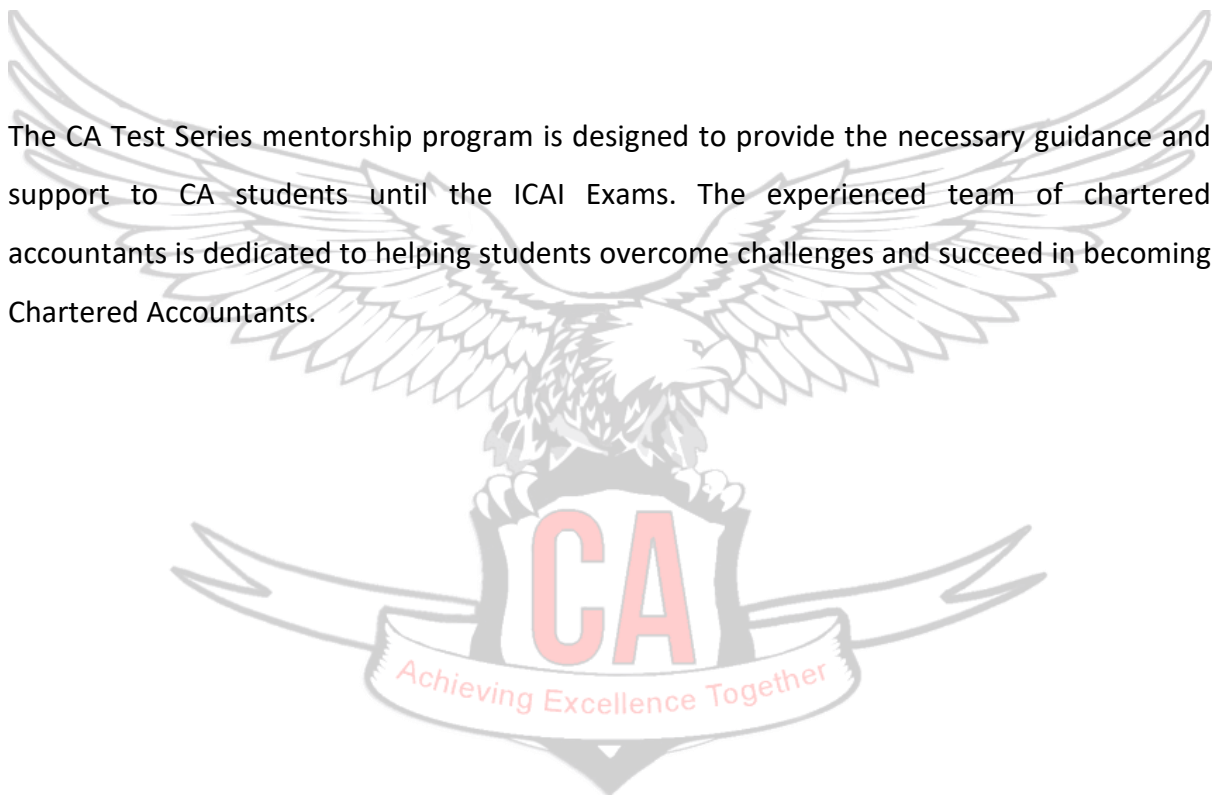 The CA Test Series mentorship program is designed to provide the necessary guidance and
support to CA students until the ICAI Exams. The experienced team of chartered
accountants is dedicated to helping students overcome challenges and succeed in becoming
Chartered Accountants.
CA
Achieving Excellence Together